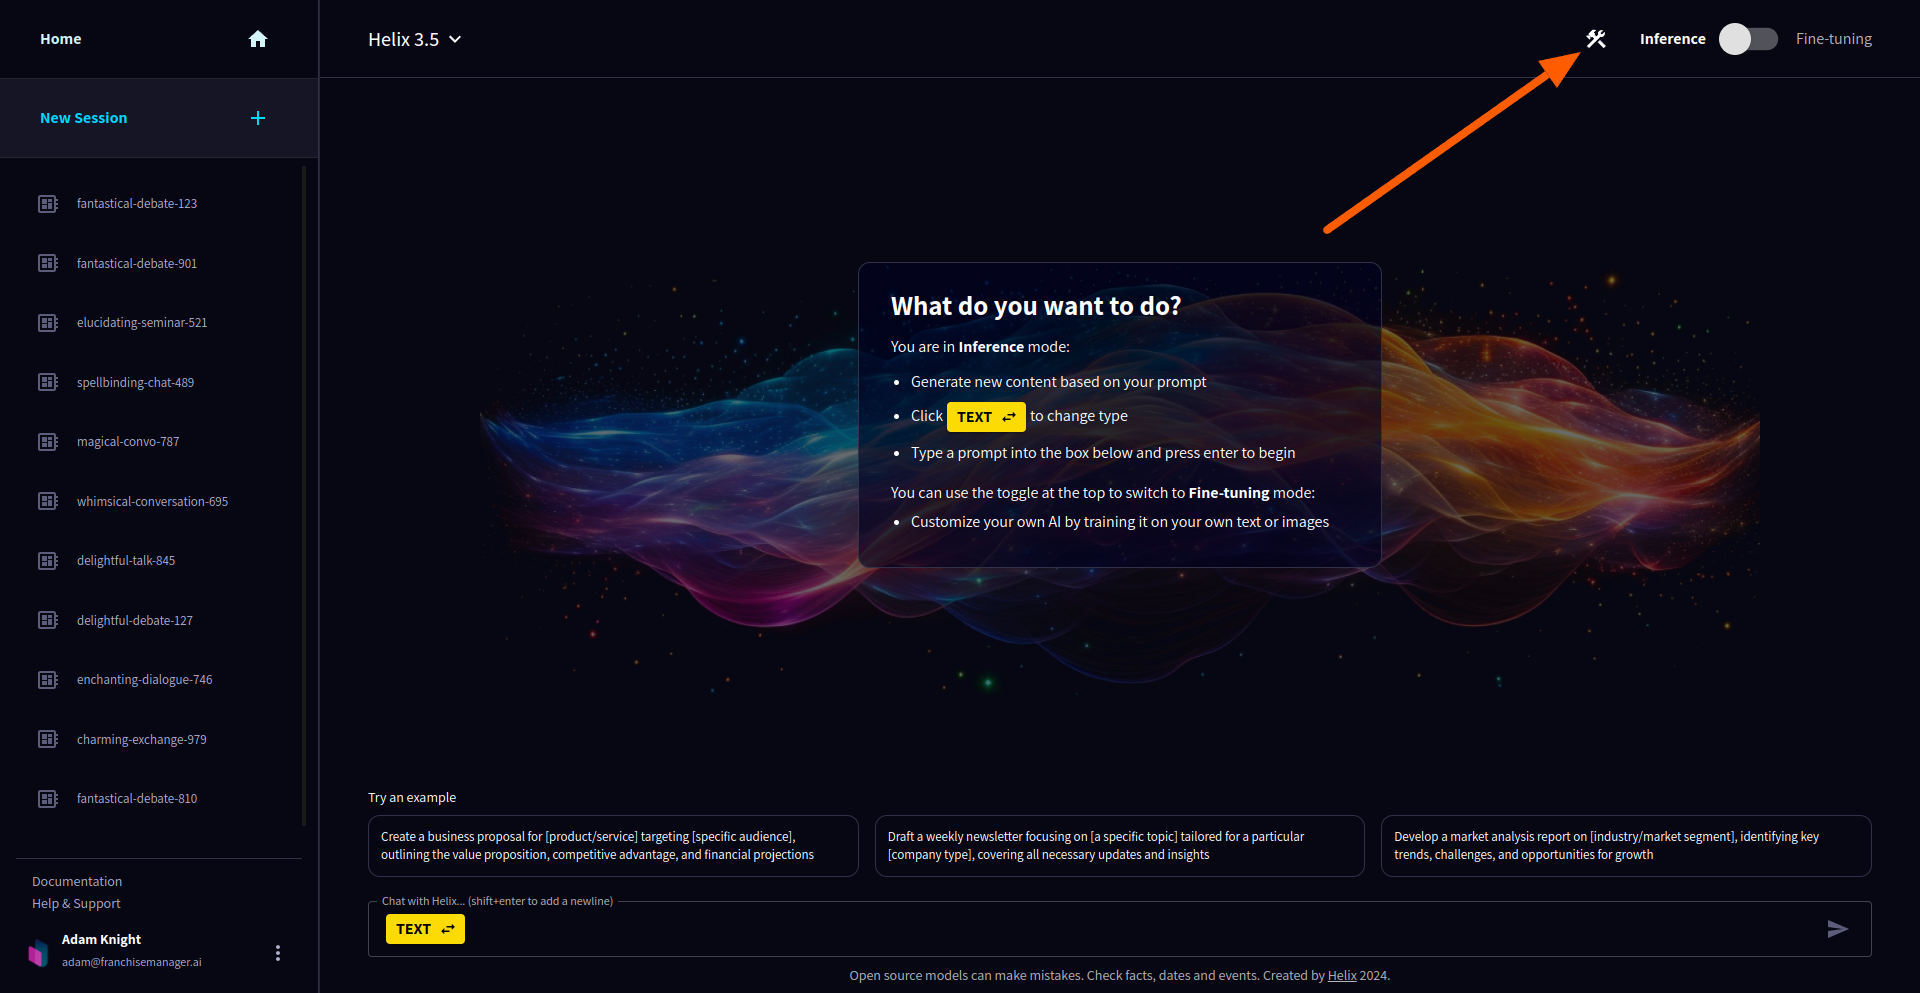 Home
New Session
fantastical-debate-123
fantastical-debate-901
elucidating-seminar-521
spellbinding-chat-489
magical-convo-787
whimsical-conversation-695
delightful-talk-845
delightful-debate-127
enchanting-dialogue-746
charming-exchange-979
fantastical-debate-810
Documentation
Help & Support
Adam Knight
adam@franchisemanager.ai
Helix 3.5
Inference
Fine-tuning
What do you want to do?
You are in Inference mode:
• Generate new content based on your prompt
• Click TEXT to change type
• Type a prompt into the box below and press enter to begin
You can use the toggle at the top to switch to Fine-tuning mode:
• Customize your own AI by training it on your own text or images
Try an example
Create a business proposal for [product/service] targeting [specific audience],
outlining the value proposition, competitive advantage, and financial projections
Draft a weekly newsletter focusing on [a specific topic] tailored for a particular
[company type], covering all necessary updates and insights
Develop a market analysis report on [industry/market segment], identifying key
trends, challenges, and opportunities for growth
Chat with Helix... (shift+enter to add a newline)
TEXT
Open source models can make mistakes. Check facts, dates and events. Created by Helix 2024.